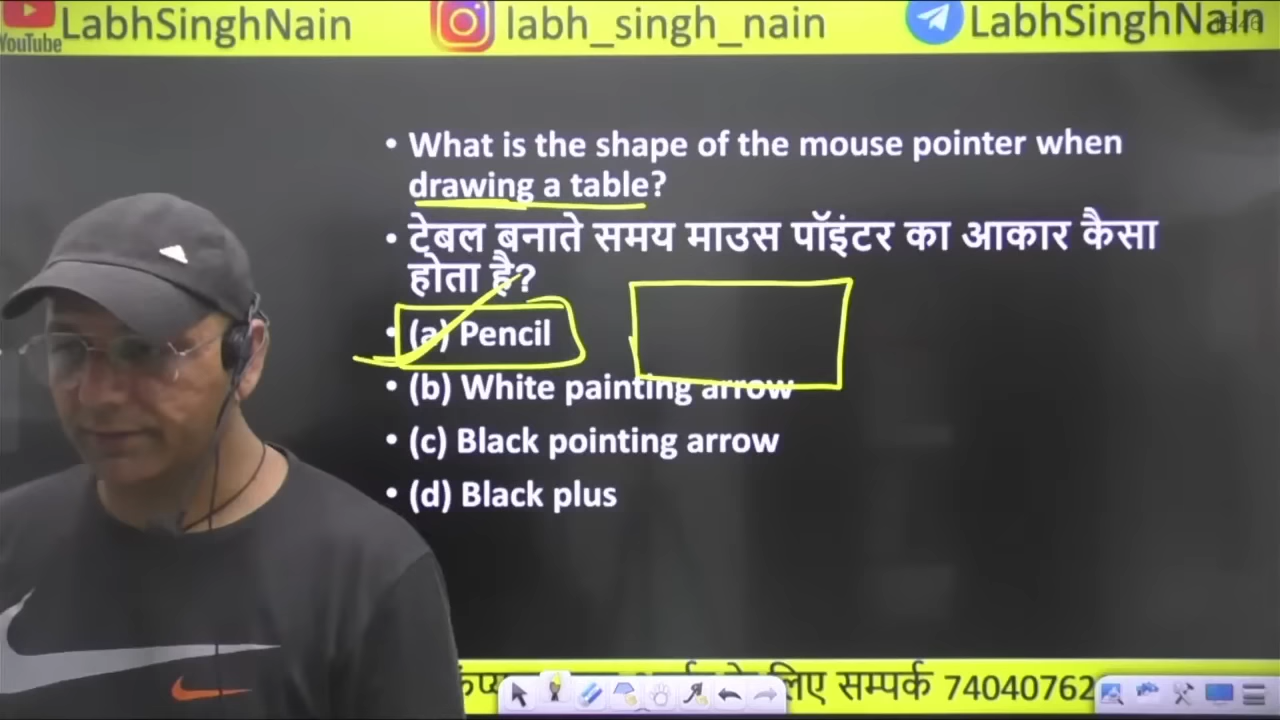 YouTube LabhSinghNain labh_singh_nain LabhSinghNain
• What is the shape of the mouse pointer when
drawing a table?
• टेबल बनाते समय माउस पॉइंटर का आकार कैसा
होता है?
• (a) Pencil
• (b) White painting arrow
• (c) Black pointing arrow
• (d) Black plus
लिए सम्पर्क 74040762